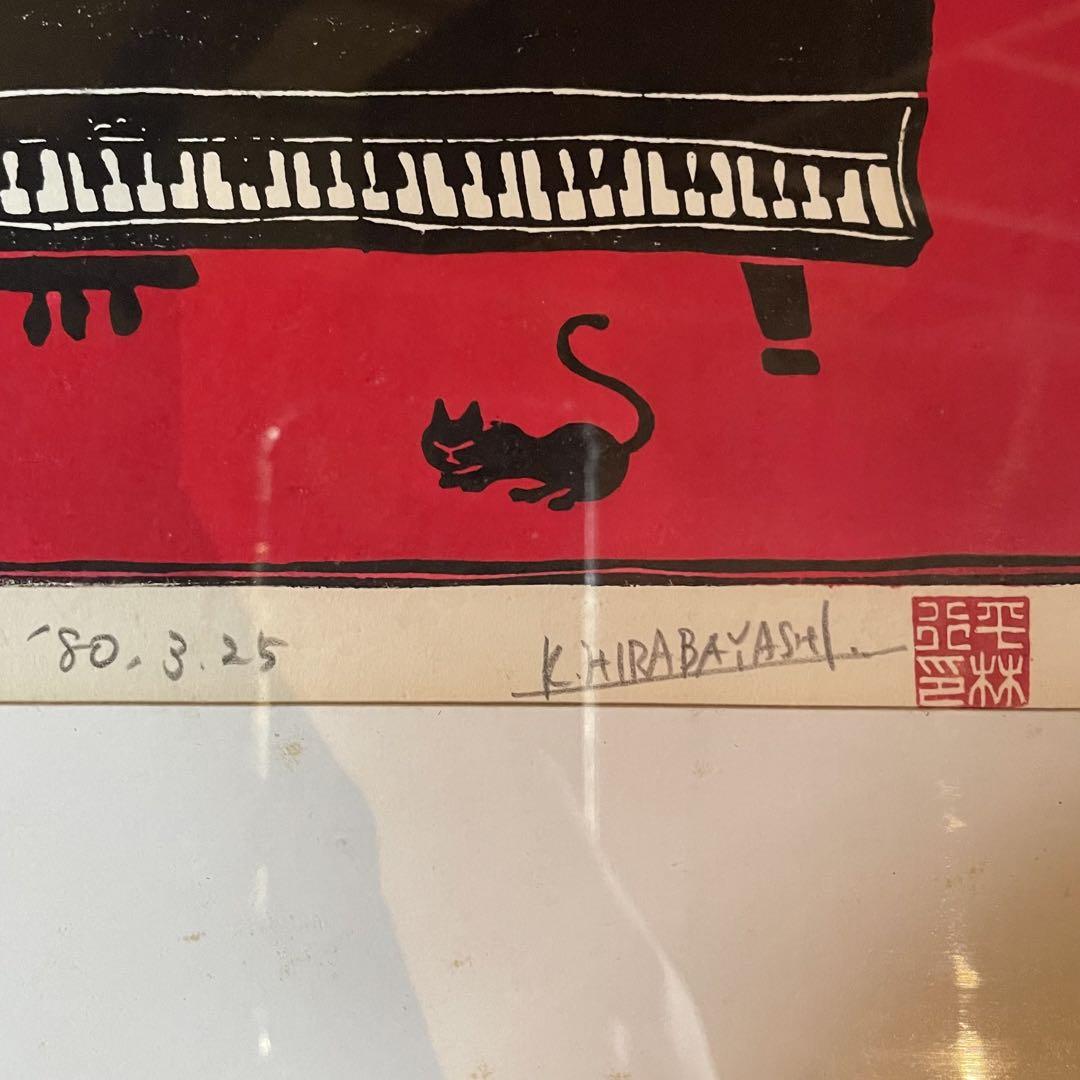 '80. 3. 25
K. HIRABAYASHI.
平林